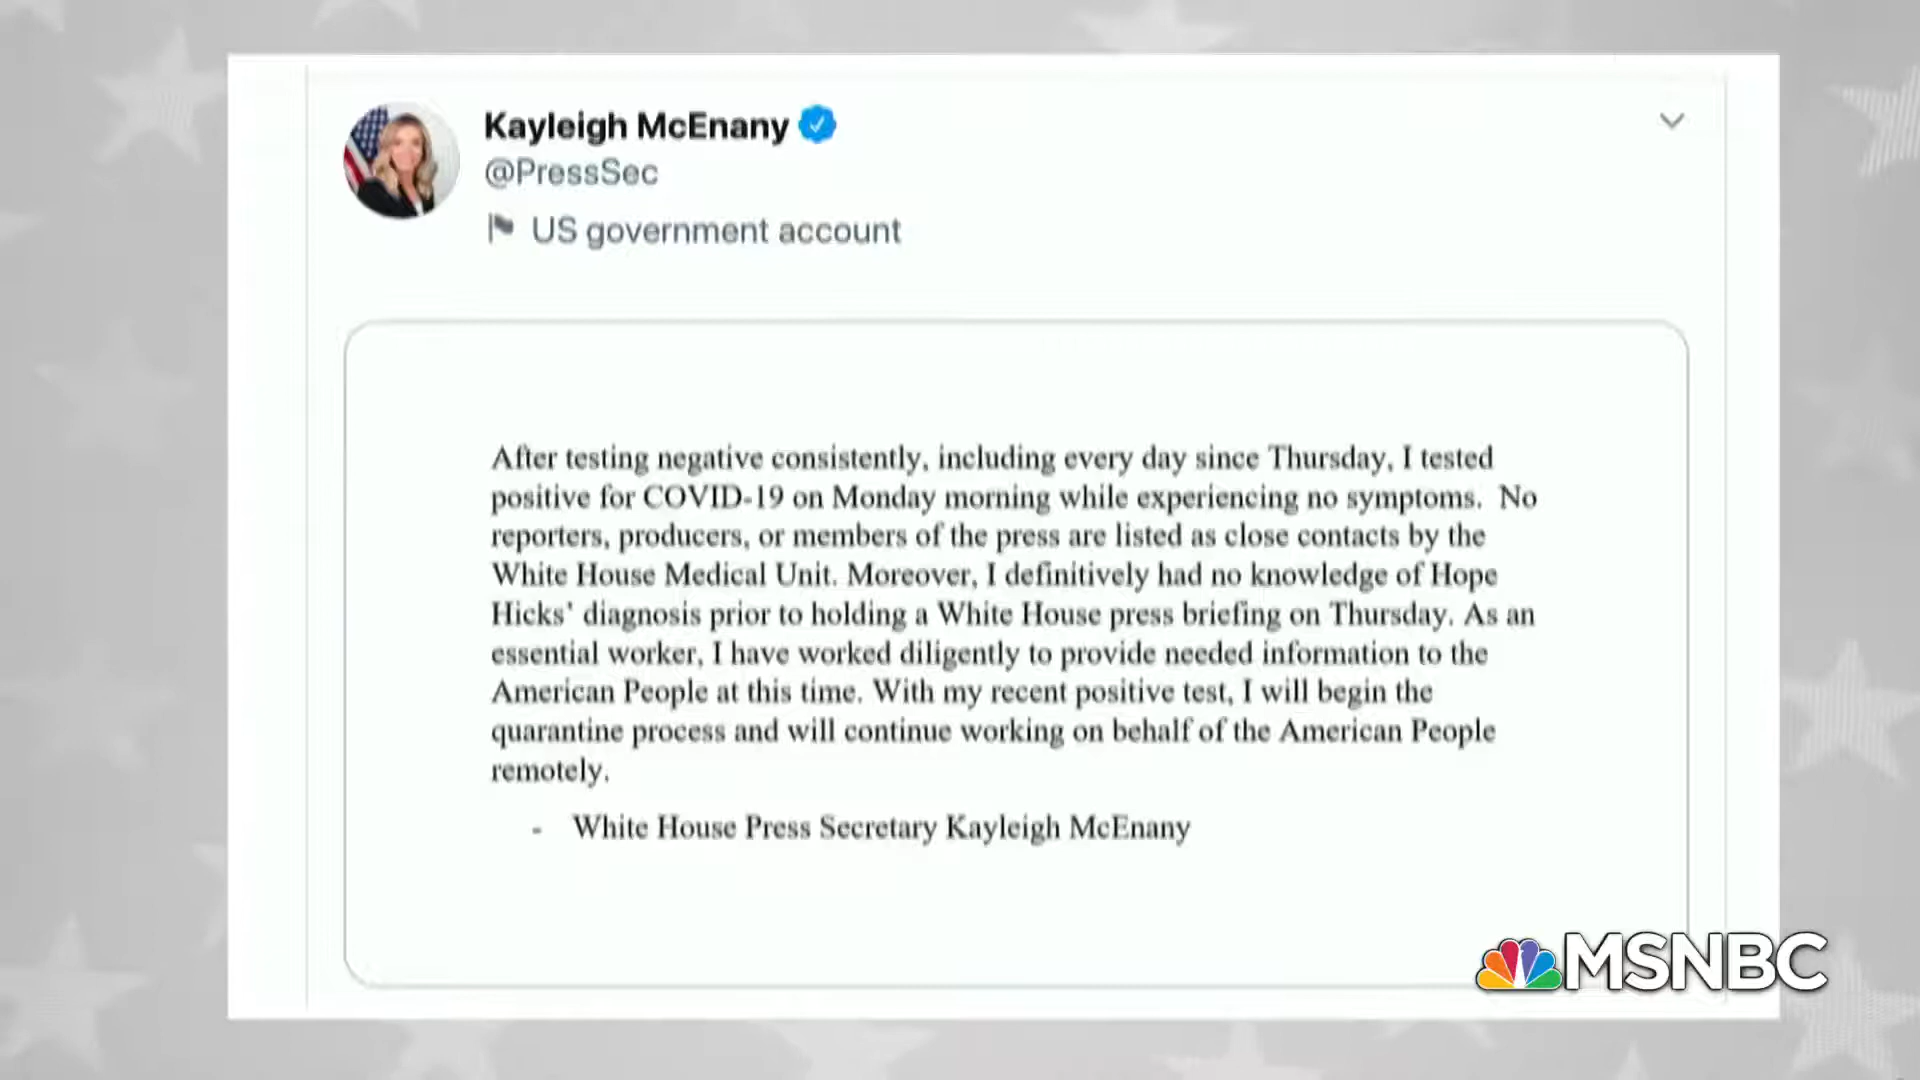 Kayleigh McEnany
@PressSec
US government account
After testing negative consistently, including every day since Thursday, I tested
positive for COVID-19 on Monday morning while experiencing no symptoms.  No
reporters, producers, or members of the press are listed as close contacts by the
White House Medical Unit. Moreover, I definitively had no knowledge of Hope
Hicks' diagnosis prior to holding a White House press briefing on Thursday. As an
essential worker, I have worked diligently to provide needed information to the
American People at this time. With my recent positive test, I will begin the
quarantine process and will continue working on behalf of the American People
remotely.
- White House Press Secretary Kayleigh McEnany
MSNBC